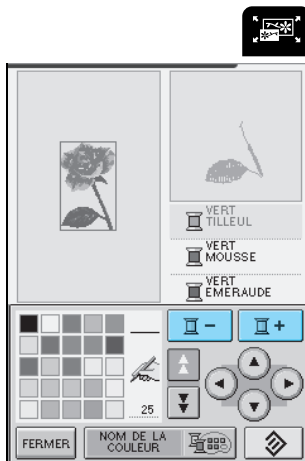 VERT
TILLEUL
VERT
MOUSSE
VERT
EMERAUDE
−
+
25
FERMER
NOM DE LA
COULEUR